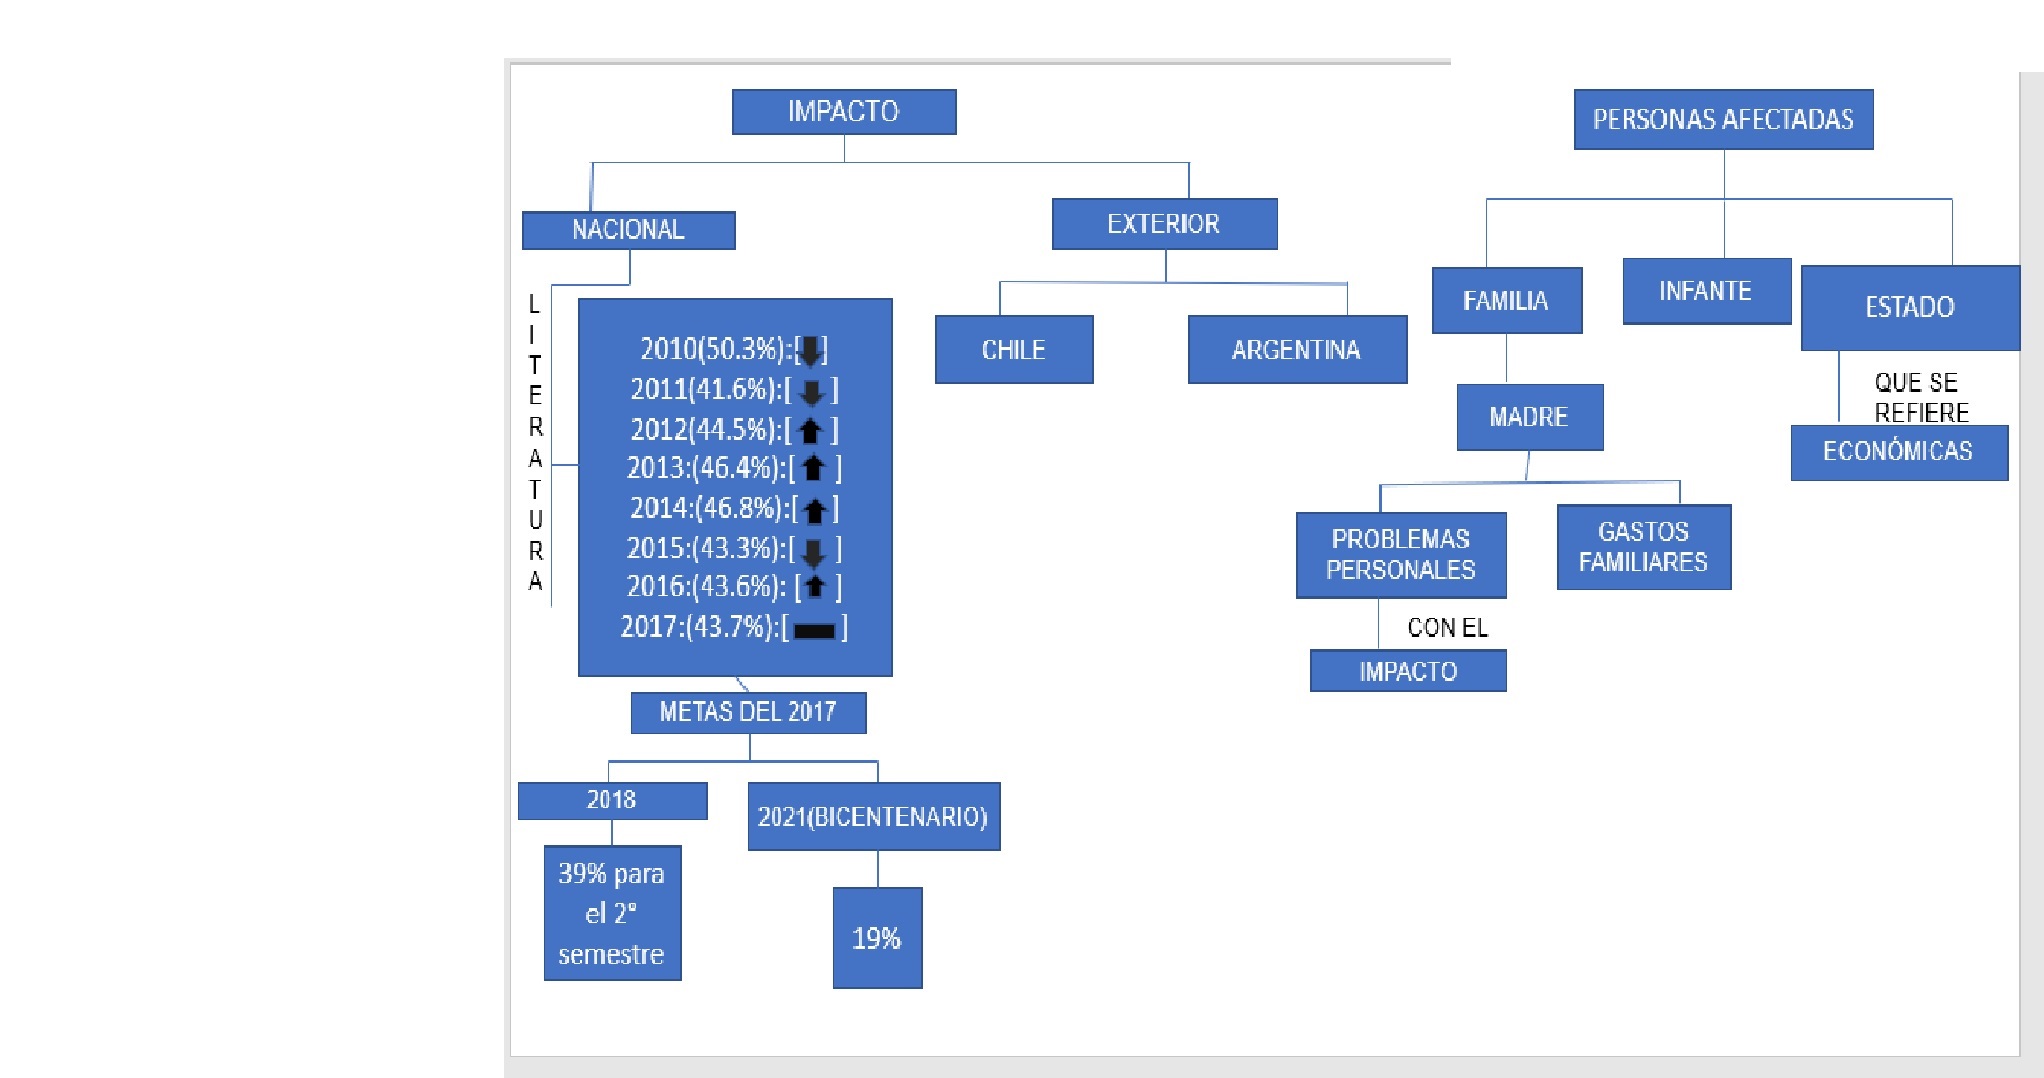 IMPACTO
NACIONAL
EXTERIOR
LITERATURA
2010(50.3%):[ ]
2011(41.6%):[ ]
2012(44.5%):[ ]
2013:(46.4%):[ ]
2014:(46.8%):[ ]
2015:(43.3%):[ ]
2016:(43.6%): [ ]
2017:(43.7%):[ ]
CHILE
ARGENTINA
METAS DEL 2017
2018
2021(BICENTENARIO)
39% para
el 2°
semestre
19%
PERSONAS AFECTADAS
FAMILIA
INFANTE
ESTADO
QUE SE
REFIERE
ECONÓMICAS
MADRE
PROBLEMAS
PERSONALES
GASTOS
FAMILIARES
CON EL
IMPACTO